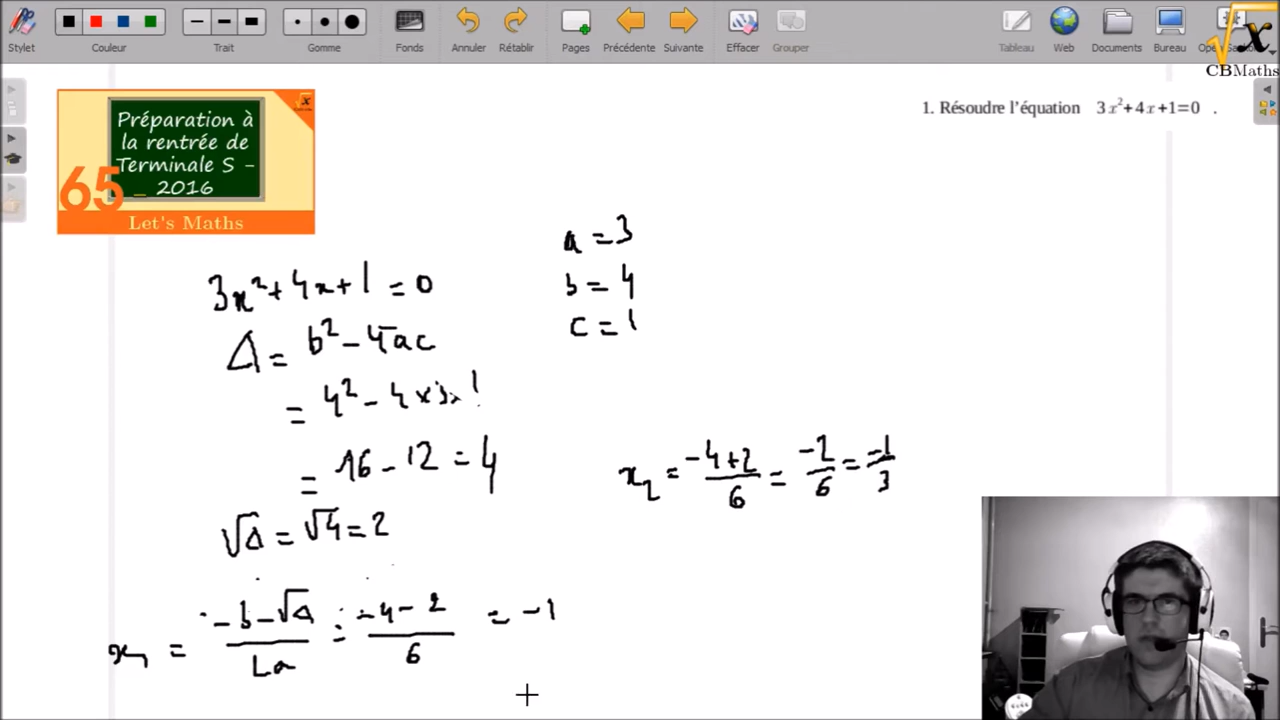 Stylet Couleur Trait Gomme Fonds Annuler Rétablir Pages Précédente Suivante Effacer Grouper Tableau Web Documents Bureau
CBMaths
1. Résoudre l'équation 3x²+4x+1=0 .
Préparation à
la rentrée de
Terminale S -
2016
65
Let's Maths
a = 3
b = 4
c = 1
3x²+4x+1 = 0
Δ = b² - 4ac
= 4² - 4×3×1
= 16 - 12 = 4
√Δ = √4 = 2
x₁ = (-b-√Δ)/2a = (-4-2)/6 = -1
x₂ = (-4+2)/6 = -2/6 = -1/3